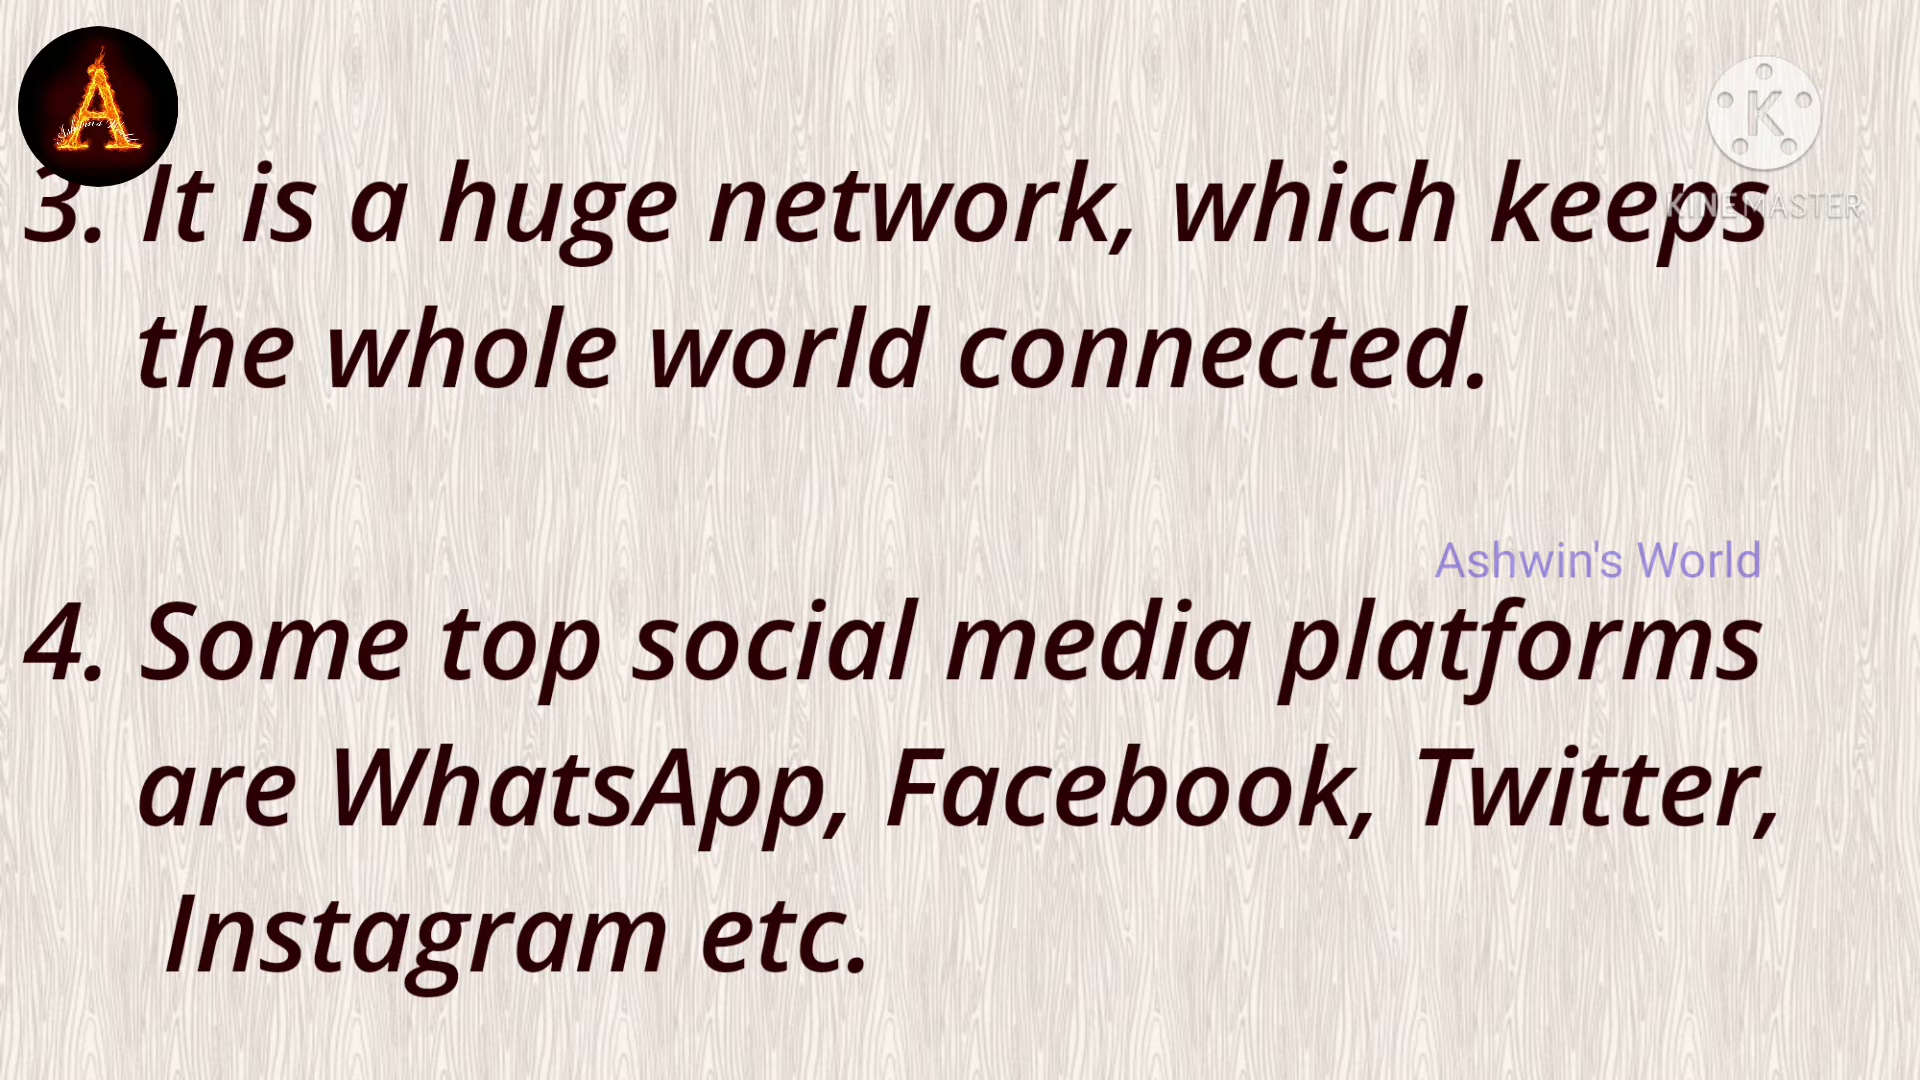 A
K
KINEMASTER
3. It is a huge network, which keeps
the whole world connected.
Ashwin's World
4. Some top social media platforms
are WhatsApp, Facebook, Twitter,
Instagram etc.